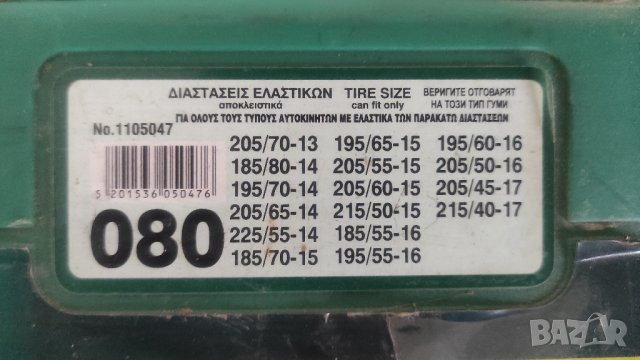 ΔΙΑΣΤΑΣΕΙΣ ΕΛΑΣΤΙΚΩΝ TIRE SIZE ВЕРИГИТЕ ОТГОВАРЯТ
αποκλειστικά can fit only НА ТОЗИ ТИП ГУМИ
ΓΙΑ ΟΛΟΥΣ ΤΟΥΣ ΤΥΠΟΥΣ ΑΥΤΟΚΙΝΗΤΩΝ ΜΕ ΕΛΑΣΤΙΚΑ ΤΩΝ ΠΑΡΑΚΑΤΩ ΔΙΑΣΤΑΣΕΩΝ
No.1105047
5 201536 050476
080
205/70-13 195/65-15 195/60-16
185/80-14 205/55-15 205/50-16
195/70-14 205/60-15 205/45-17
205/65-14 215/50-15 215/40-17
225/55-14 185/55-16
185/70-15 195/55-16
BAZAR